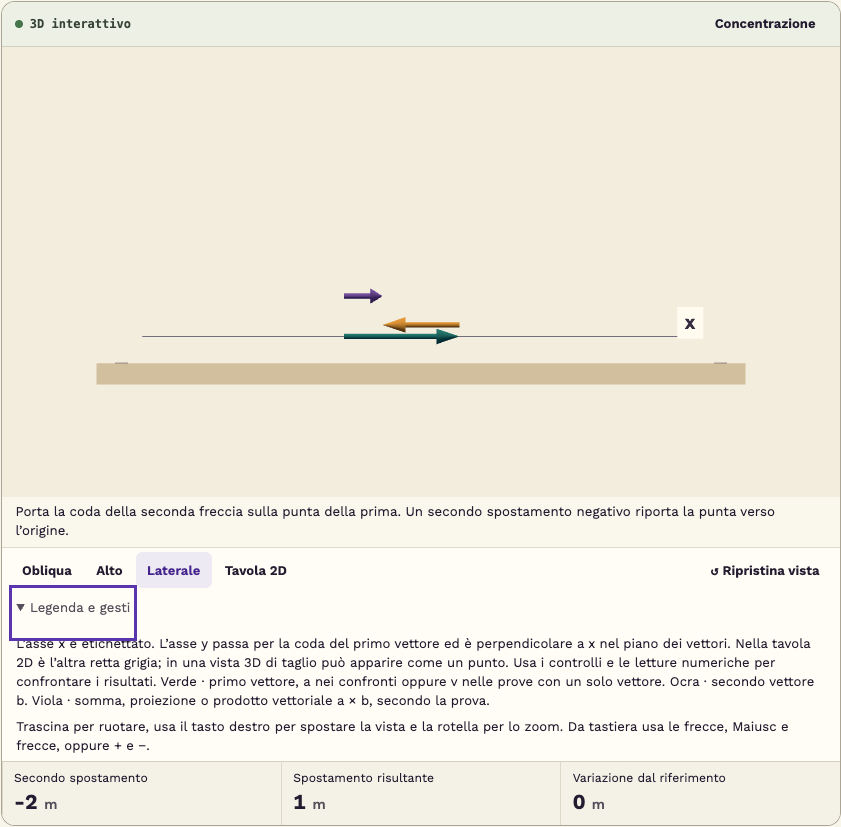 3D interattivo
Concentrazione
x
Porta la coda della seconda freccia sulla punta della prima. Un secondo spostamento negativo riporta la punta verso
l’origine.
Obliqua Alto Laterale Tavola 2D ↺ Ripristina vista
▼ Legenda e gesti
L’asse x è etichettato. L’asse y passa per la coda del primo vettore ed è perpendicolare a x nel piano dei vettori. Nella tavola
2D è l’altra retta grigia; in una vista 3D di taglio può apparire come un punto. Usa i controlli e le letture numeriche per
confrontare i risultati. Verde · primo vettore, a nei confronti oppure v nelle prove con un solo vettore. Ocra · secondo vettore
b. Viola · somma, proiezione o prodotto vettoriale a × b, secondo la prova.
Trascina per ruotare, usa il tasto destro per spostare la vista e la rotella per lo zoom. Da tastiera usa le frecce, Maiusc e
frecce, oppure + e −.
Secondo spostamento
-2 m
Spostamento risultante
1 m
Variazione dal riferimento
0 m